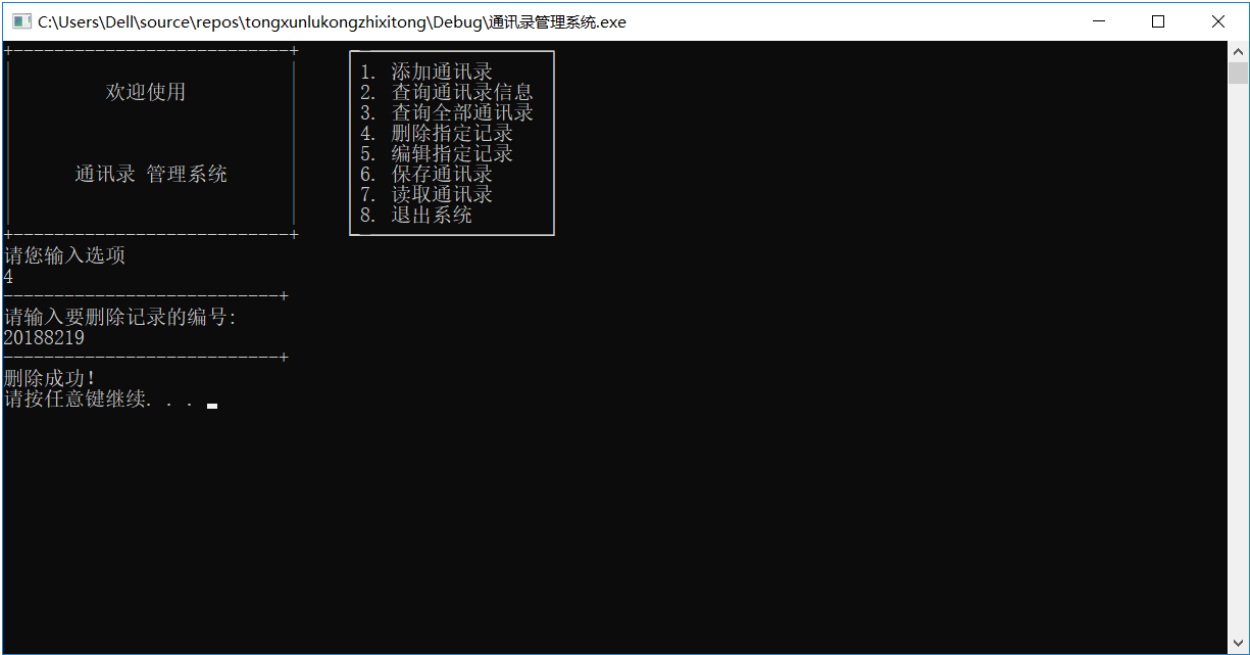 C:\Users\Dell\source\repos\tongxunlukongzhixitong\Debug\通讯录管理系统.exe
+----------------------------+
欢迎使用
通讯录 管理系统
+----------------------------+
1. 添加通讯录
2. 查询通讯录信息
3. 查询全部通讯录
4. 删除指定记录
5. 编辑指定记录
6. 保存通讯录
7. 读取通讯录
8. 退出系统
请您输入选项
4
---------------------------+
请输入要删除记录的编号:
20188219
---------------------------+
删除成功!
请按任意键继续. . .